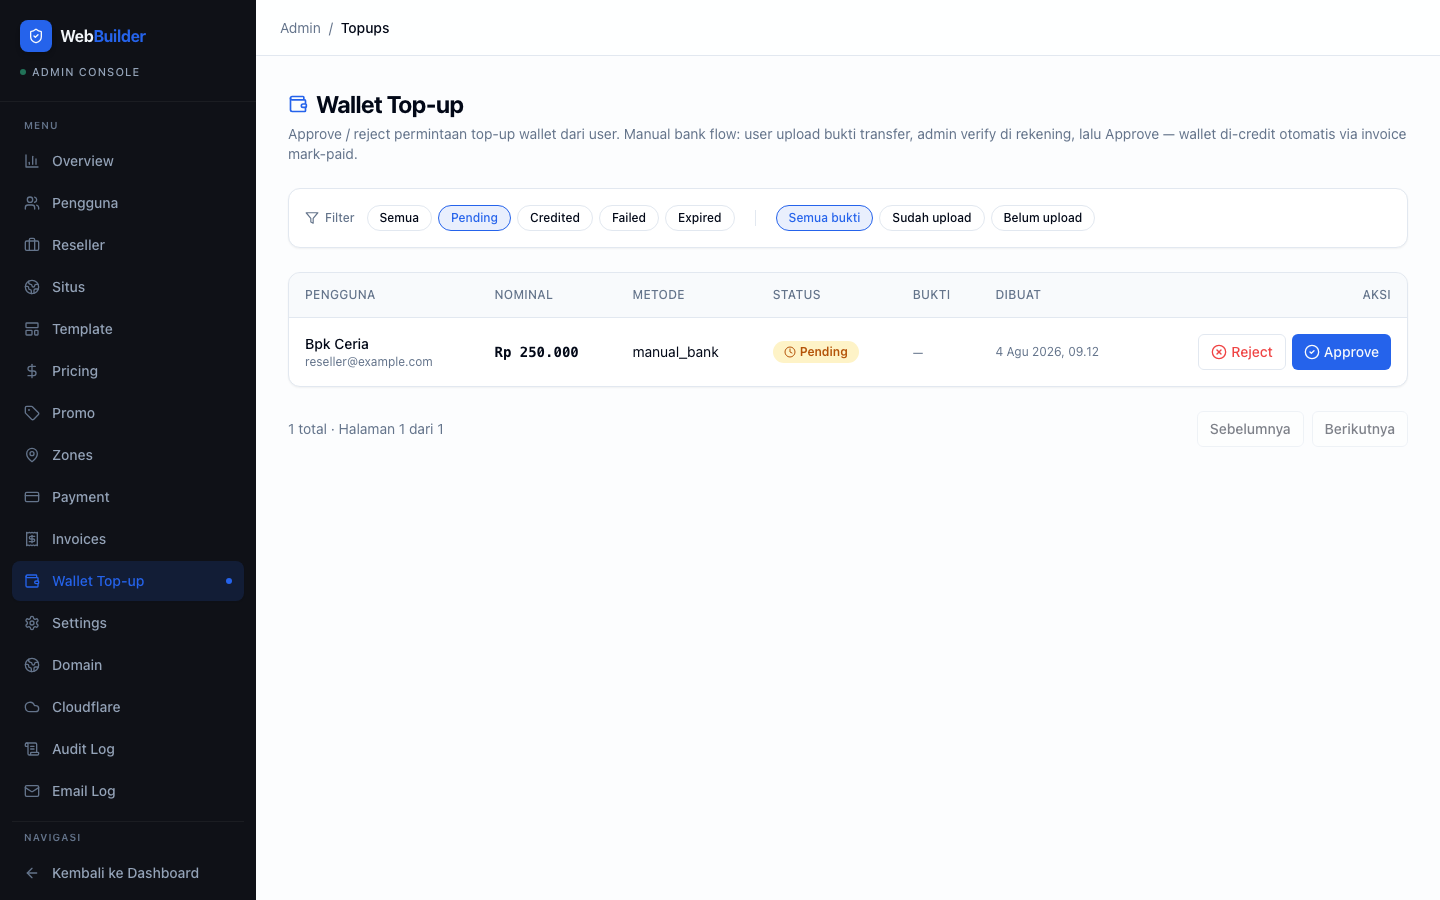 WebBuilder
ADMIN CONSOLE
MENU
Overview
Pengguna
Reseller
Situs
Template
Pricing
Promo
Zones
Payment
Invoices
Wallet Top-up
Settings
Domain
Cloudflare
Audit Log
Email Log
NAVIGASI
Kembali ke Dashboard
Admin / Topups
Wallet Top-up
Approve / reject permintaan top-up wallet dari user. Manual bank flow: user upload bukti transfer, admin verify di rekening, lalu Approve — wallet di-credit otomatis via invoice
mark-paid.
Filter Semua Pending Credited Failed Expired Semua bukti Sudah upload Belum upload
PENGGUNA NOMINAL METODE STATUS BUKTI DIBUAT AKSI
Bpk Ceria
reseller@example.com
Rp 250.000 manual_bank Pending — 4 Agu 2026, 09.12 Reject Approve
1 total · Halaman 1 dari 1
Sebelumnya Berikutnya